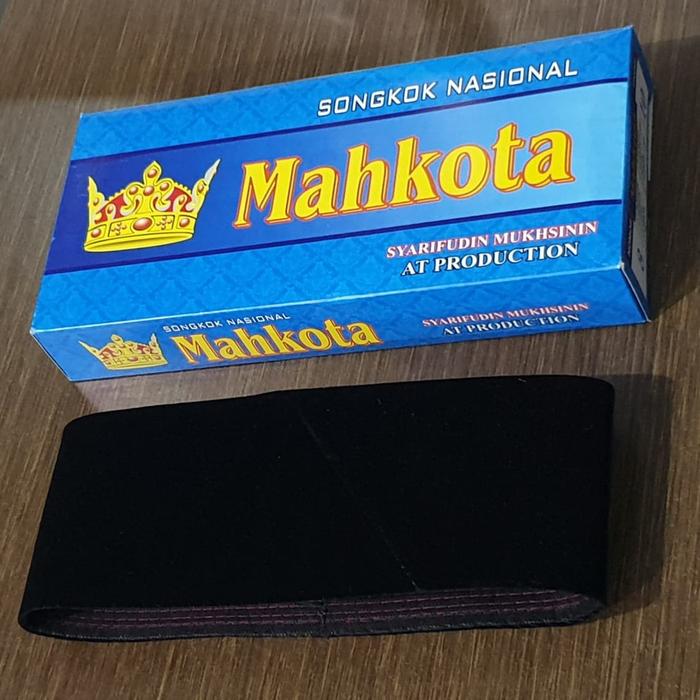 SONGKOK NASIONAL
Mahkota
SYARIFUDIN MUKHSININ
AT PRODUCTION
SONGKOK NASIONAL
Mahkota
SYARIFUDIN MUKHSININ
AT PRODUCTION